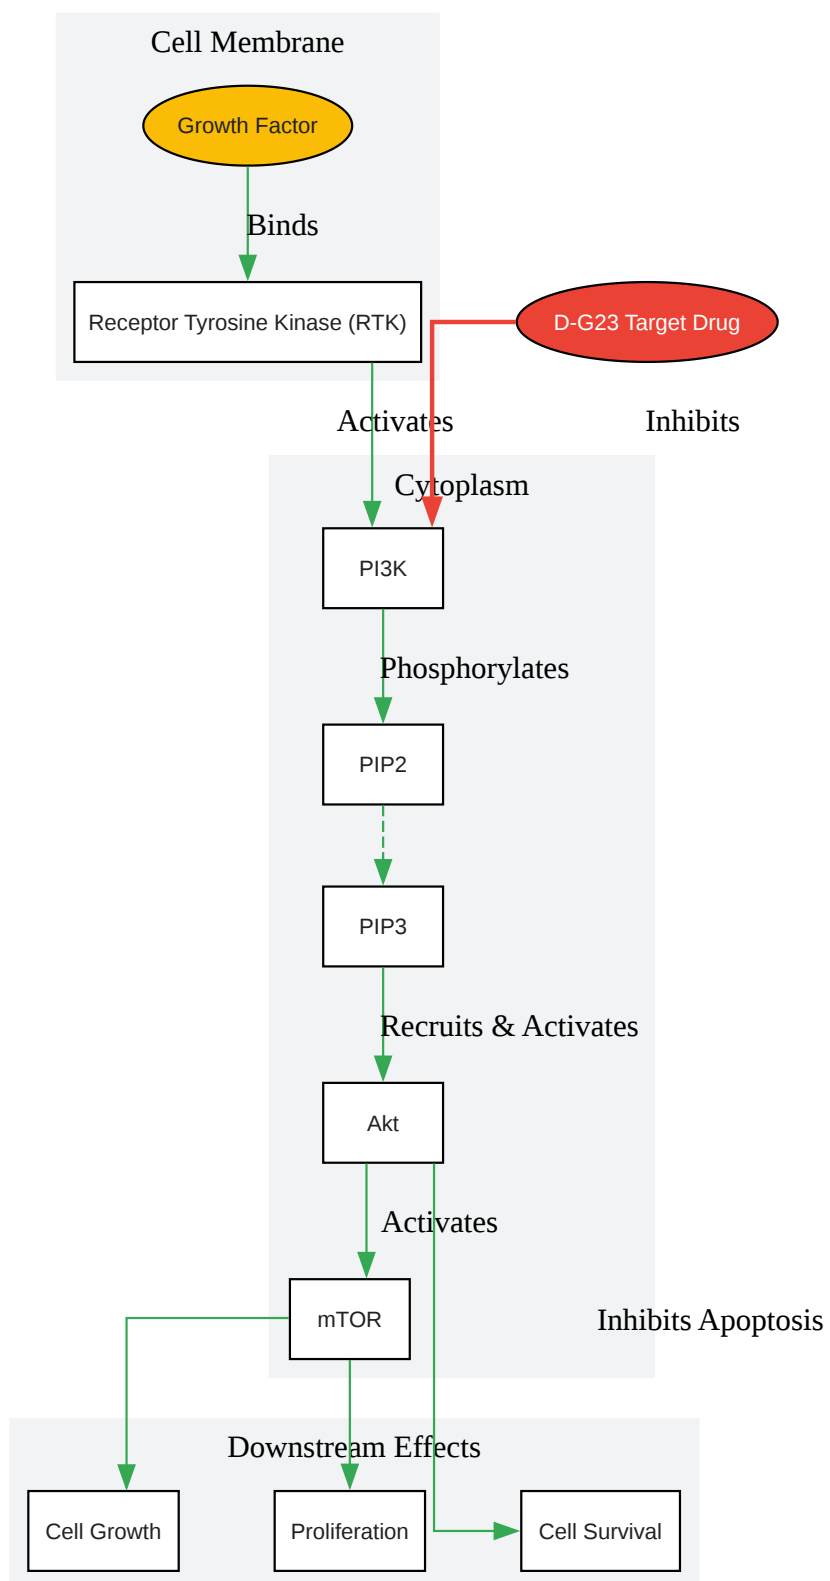 Cell Membrane
Growth Factor
Binds
Receptor Tyrosine Kinase (RTK)
D-G23 Target Drug
Activates
Inhibits
Cytoplasm
PI3K
Phosphorylates
PIP2
PIP3
Recruits & Activates
Akt
Activates
mTOR
Inhibits Apoptosis
Downstream Effects
Cell Growth
Proliferation
Cell Survival